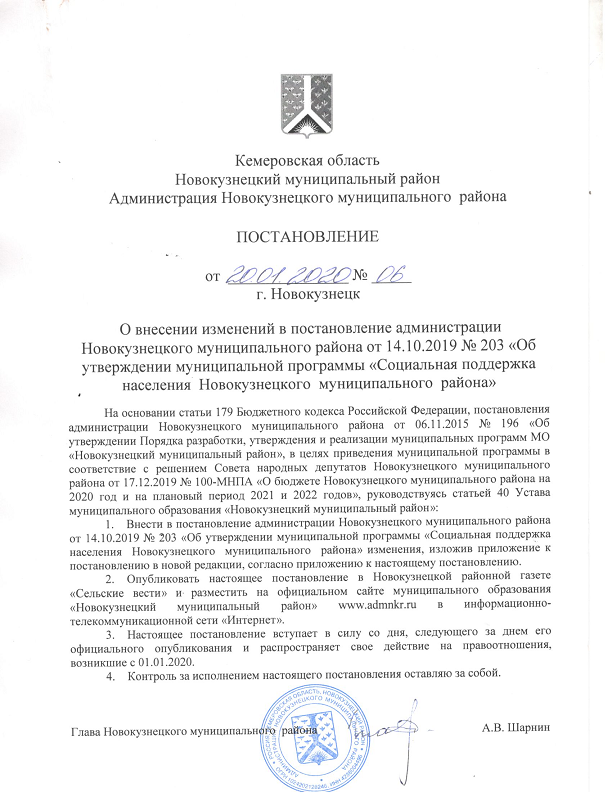 Кемеровская область
Новокузнецкий муниципальный район
Администрация Новокузнецкого муниципального района
ПОСТАНОВЛЕНИЕ
от 20.01.2020 № 06
г. Новокузнецк
О внесении изменений в постановление администрации
Новокузнецкого муниципального района от 14.10.2019 № 203 «Об
утверждении муниципальной программы «Социальная поддержка
населения Новокузнецкого муниципального района»
На основании статьи 179 Бюджетного кодекса Российской Федерации, постановления
администрации Новокузнецкого муниципального района от 06.11.2015 № 196 «Об
утверждении Порядка разработки, утверждения и реализации муниципальных программ МО
«Новокузнецкий муниципальный район», в целях приведения муниципальной программы в
соответствие с решением Совета народных депутатов Новокузнецкого муниципального
района от 17.12.2019 № 100-МНПА «О бюджете Новокузнецкого муниципального района на
2020 год и на плановый период 2021 и 2022 годов», руководствуясь статьей 40 Устава
муниципального образования «Новокузнецкий муниципальный район»:
1. Внести в постановление администрации Новокузнецкого муниципального района
от 14.10.2019 № 203 «Об утверждении муниципальной программы «Социальная поддержка
населения Новокузнецкого муниципального района» изменения, изложив приложение к
постановлению в новой редакции, согласно приложению к настоящему постановлению.
2. Опубликовать настоящее постановление в Новокузнецкой районной газете
«Сельские вести» и разместить на официальном сайте муниципального образования
«Новокузнецкий муниципальный район» www.admnkr.ru в информационно-
телекоммуникационной сети «Интернет».
3. Настоящее постановление вступает в силу со дня, следующего за днем его
официального опубликования и распространяет свое действие на правоотношения,
возникшие с 01.01.2020.
4. Контроль за исполнением настоящего постановления оставляю за собой.
Глава Новокузнецкого муниципального района А.В. Шарнин